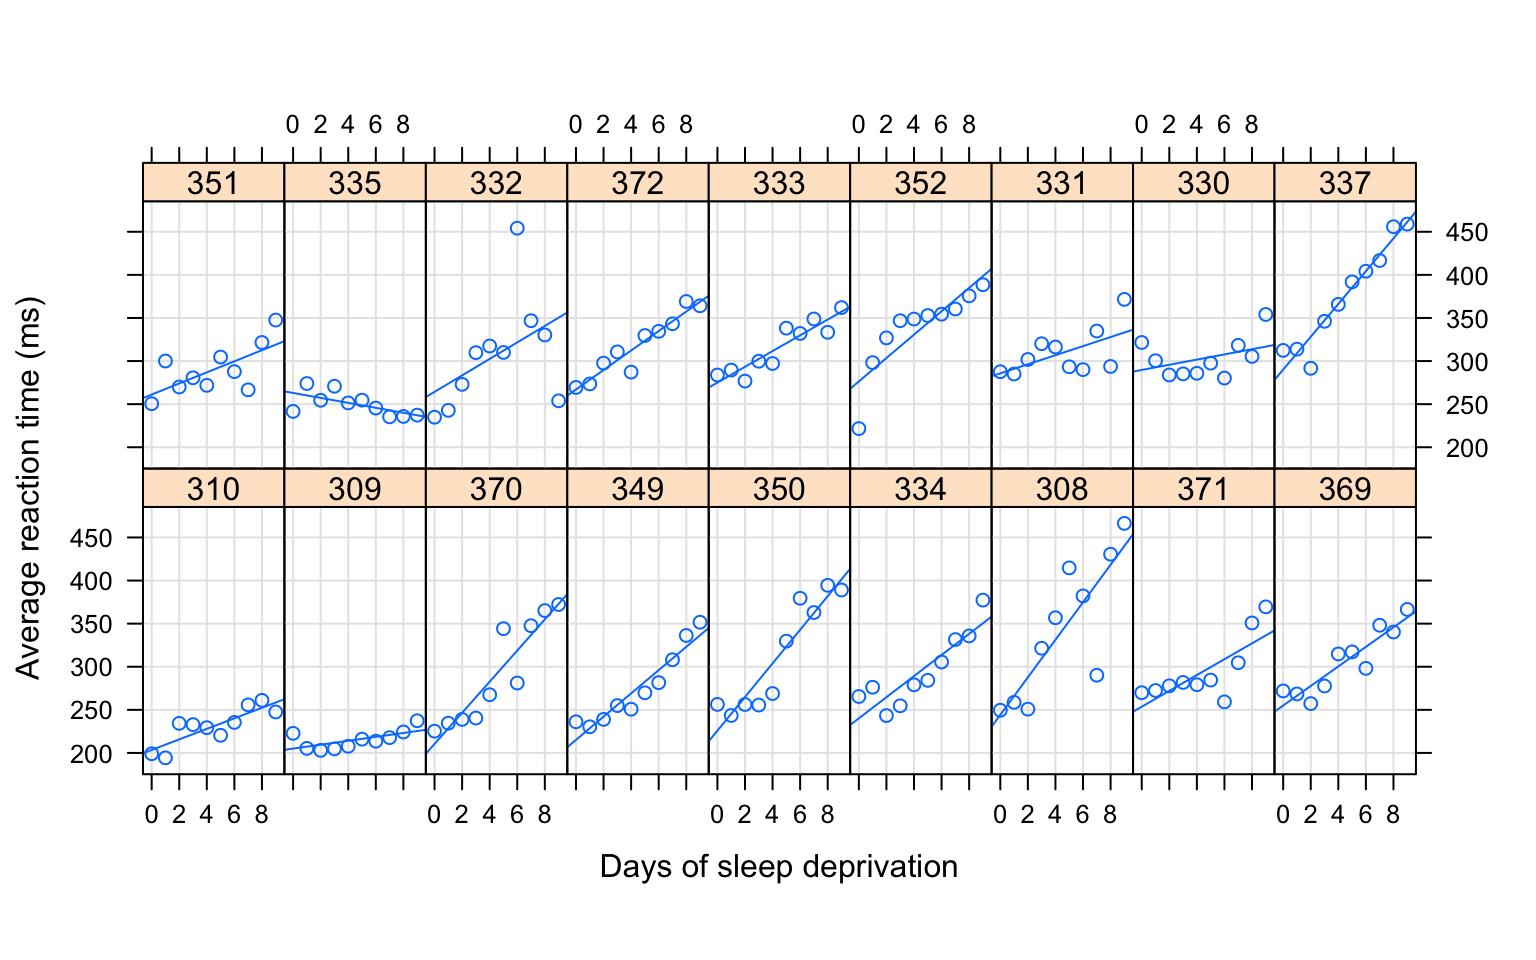 0 2 4 6 8 0 2 4 6 8 0 2 4 6 8 0 2 4 6 8
351 335 332 372 333 352 331 330 337
450
400
350
300
250
200
310 309 370 349 350 334 308 371 369
450
400
350
300
250
200
0 2 4 6 8 0 2 4 6 8 0 2 4 6 8 0 2 4 6 8 0 2 4 6 8
Days of sleep deprivation
Average reaction time (ms)